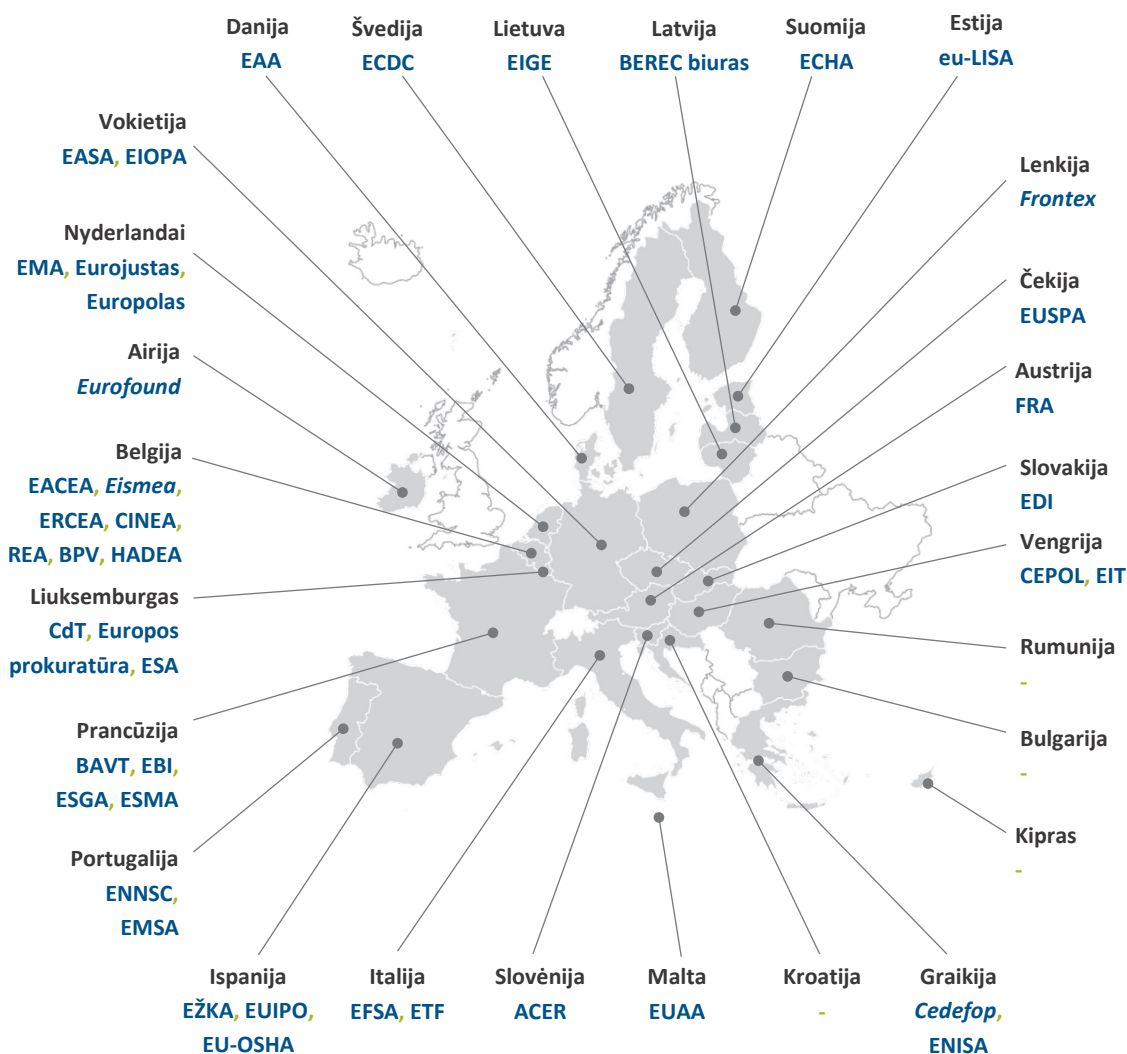 Danija
EAA
Švedija
ECDC
Lietuva
EIGE
Latvija
BEREC biuras
Suomija
ECHA
Estija
eu-LISA
Vokietija
EASA, EIOPA
Nyderlandai
EMA, Eurojustas,
Europolas
Airija
Eurofound
Belgija
EACEA, Eismea,
ERCEA, CINEA,
REA, BPV, HADEA
Liuksemburgas
CdT, Europos
prokuratūra, ESA
Prancūzija
BAVT, EBI,
ESGA, ESMA
Portugalija
ENNSC,
EMSA
Lenkija
Frontex
Čekija
EUSPA
Austrija
FRA
Slovakija
EDI
Vengrija
CEPOL, EIT
Rumunija
-
Bulgarija
-
Kipras
-
Ispanija
EŽKA, EUIPO,
EU-OSHA
Italija
EFSA, ETF
Slovėnija
ACER
Malta
EUAA
Kroatija
-
Graikija
Cedefop,
ENISA